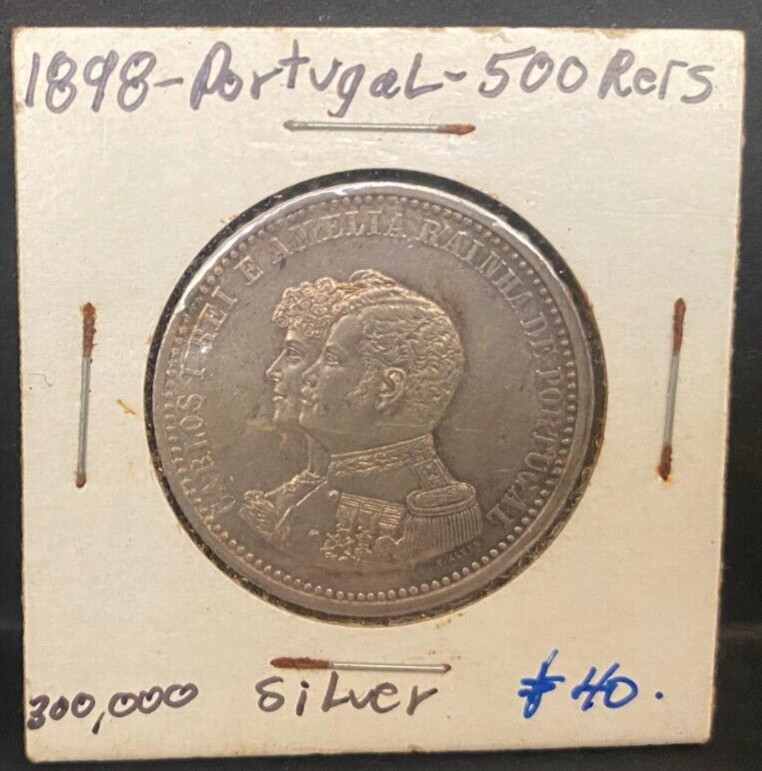 1898-Portugal-500 Reis
CARLOS I REI E AMELIA RAINHA DE PORTUGAL
300,000 Silver $40.